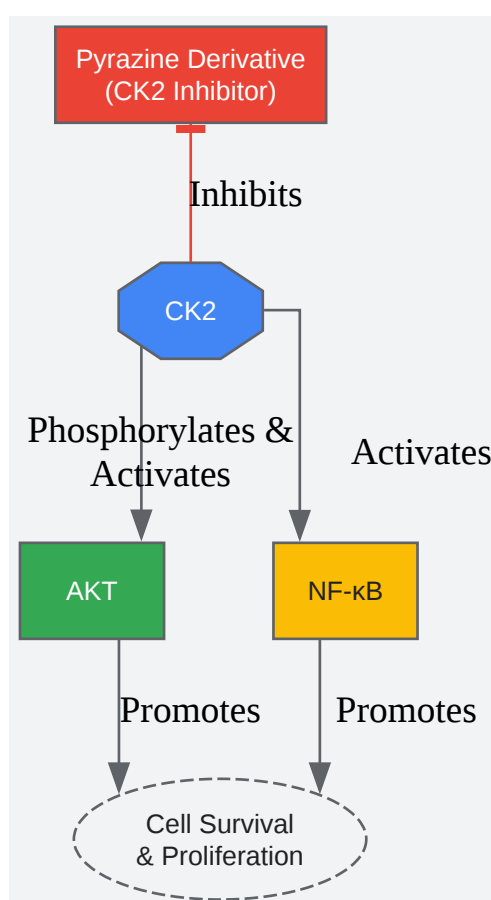 Pyrazine Derivative
(CK2 Inhibitor)
Inhibits
CK2
Phosphorylates &
Activates
Activates
AKT
NF-κB
Promotes
Promotes
Cell Survival
& Proliferation